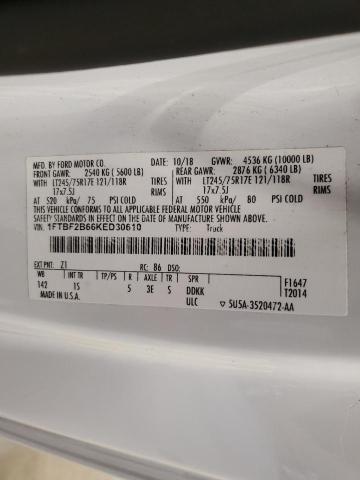 MFD. BY FORD MOTOR CO.
10/18 GVWR: 4536 KG (10000 LB)
FRONT GAWR: 2540 KG ( 5600 LB) REAR GAWR: 2876 KG ( 6340 LB)
LT245/75R17E 121/118R TIRES WITH LT245/75R17E 121/118R TIRES
17x7.5J RIMS 17x7.5J RIMS
AT 520 kPa/ 75 PSI COLD AT 550 kPa/ 80 PSI COLD
THIS VEHICLE CONFORMS TO ALL APPLICABLE FEDERAL MOTOR VEHICLE
SAFETY STANDARDS IN EFFECT ON THE DATE OF MANUFACTURE SHOWN ABOVE.
VIN: 1FTBF2B66KED30610 TYPE: Truck
EXT PNT: Z1 RC: 86 DSO:
WB TP/PS R AXLE TR SPR
142 15 5 3E S DDKK F1647
MADE IN U.S.A. ULC T2014
5U5A-3520472-AA